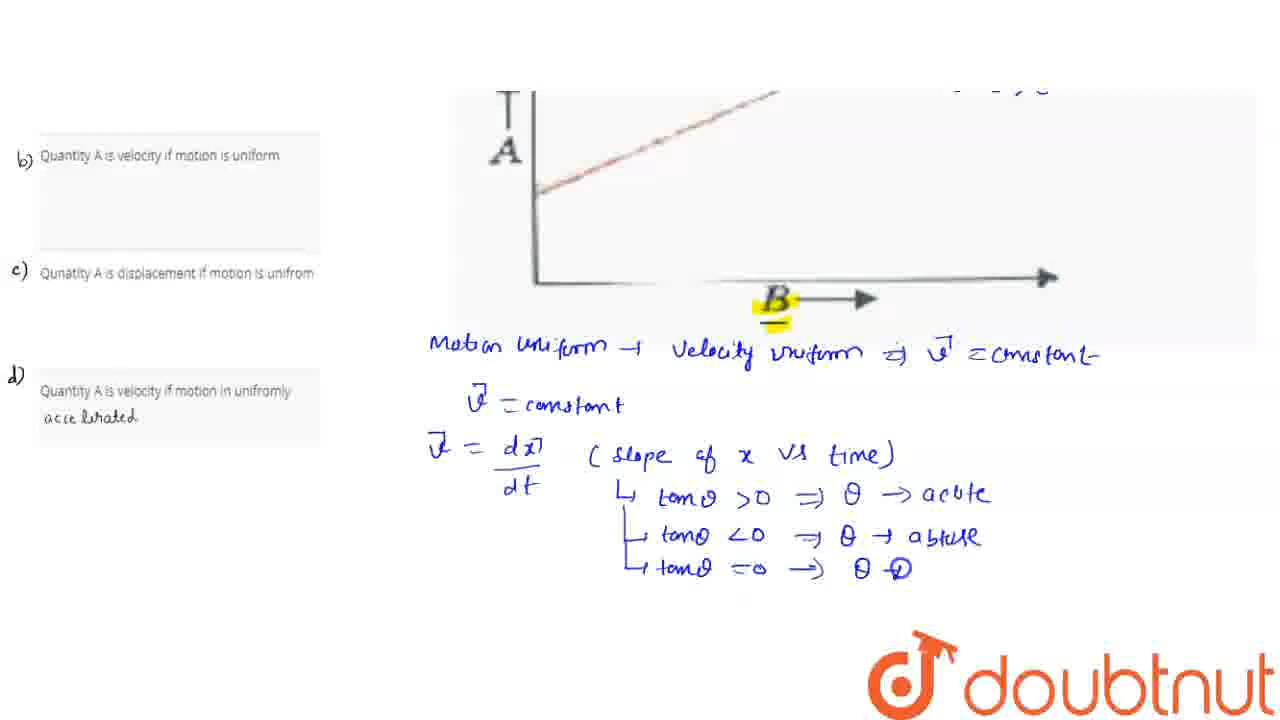 A
b) Quantity A is velocity if motion is uniform
c) Qunatity A is displacement if motion is unifrom
B
Motion uniform → velocity uniform ⇒ v⃗ = constant
d) Quantity A is velocity if motion in unifromly
accelerated
v⃗ = constant
v⃗ = dx⃗/dt (slope of x vs time)
tanθ >0 ⇒ θ → acute
tanθ <0 ⇒ θ → obtuse
tanθ =0 → θ
doubtnut